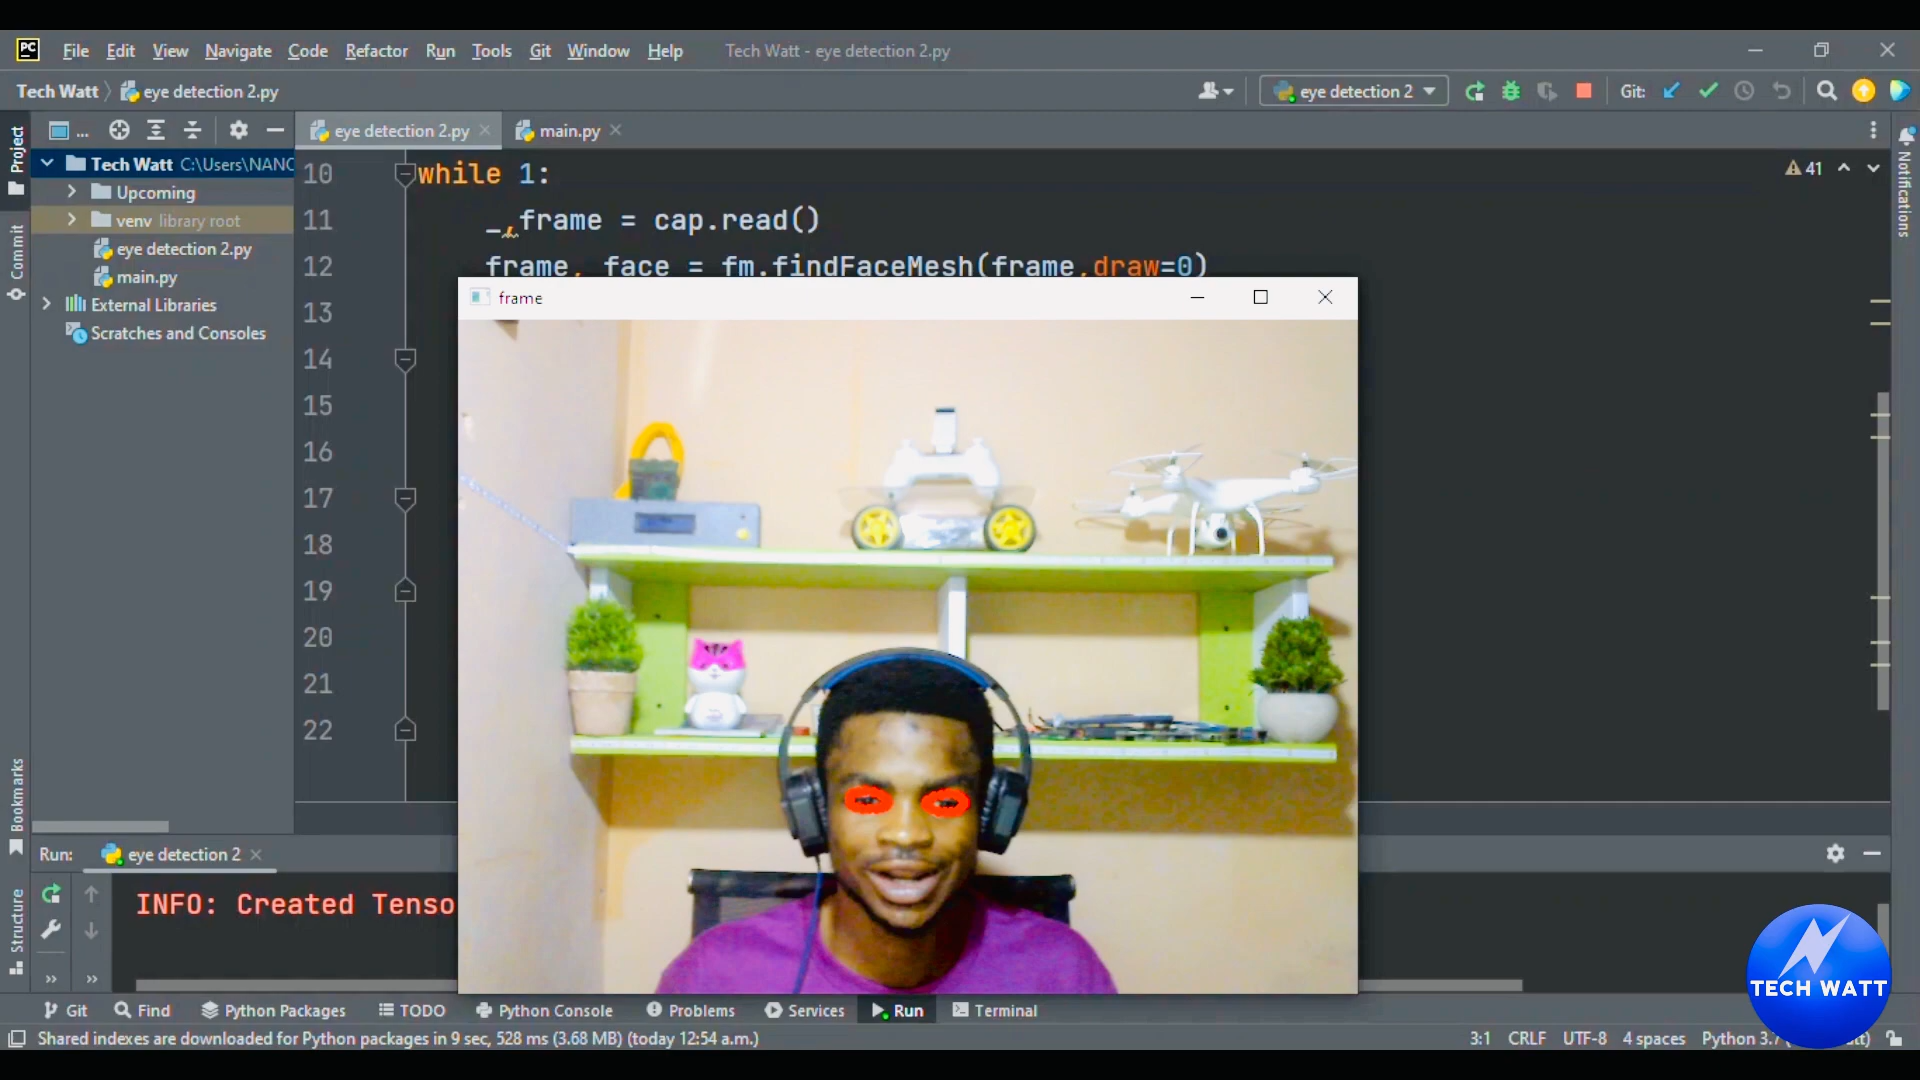 PC File Edit View Navigate Code Refactor Run Tools Git Window Help Tech Watt - eye detection 2.py
Tech Watt eye detection 2.py eye detection 2 Git:
Project ... eye detection 2.py main.py
Tech Watt C:\Users\NANC
Upcoming
venv library root
eye detection 2.py
main.py
External Libraries
Scratches and Consoles
Commit
Bookmarks
Structure
Notifications
41
10 while 1:
11 _,frame = cap.read()
12 frame, face = fm.findFaceMesh(frame,draw=0)
13
14
15
16
17
18
19
20
21
22
frame
Run: eye detection 2
INFO: Created Tenso
TECH WATT
Git Find Python Packages TODO Python Console Problems Services Run Terminal
Shared indexes are downloaded for Python packages in 9 sec, 528 ms (3.68 MB) (today 12:54 a.m.) 3:1 CRLF UTF-8 4 spaces Python 3.7